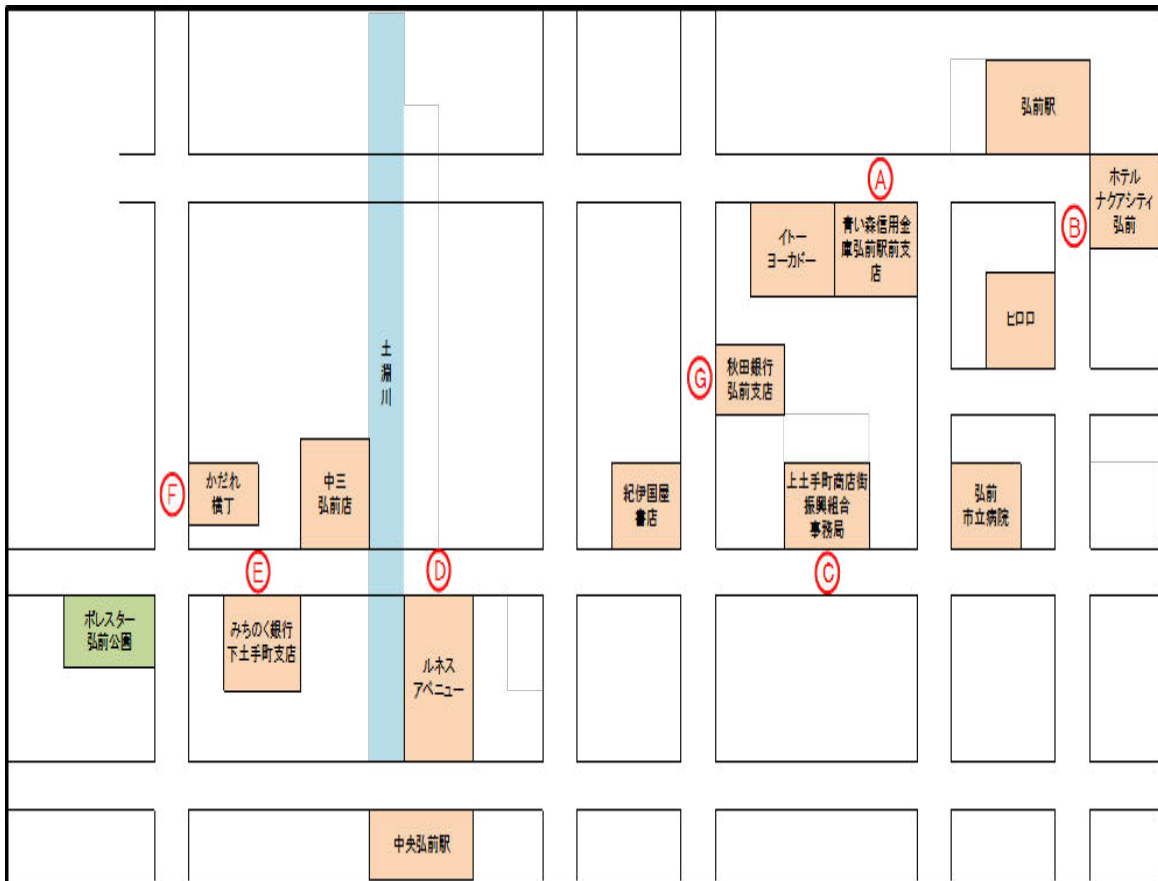 弘前駅
ホテル
ナクアシティ
弘前
A
B
イトー
ヨーカドー
青い森信用金
庫弘前駅前支
店
ヒロロ
土
淵
川
G
秋田銀行
弘前支店
F
かだれ
横丁
中三
弘前店
紀伊国屋
書店
上土手町商店街
振興組合
事務局
弘前
市立病院
E
D
C
ポレスター
弘前公園
みちのく銀行
下土手町支店
ルネス
アベニュー
中央弘前駅